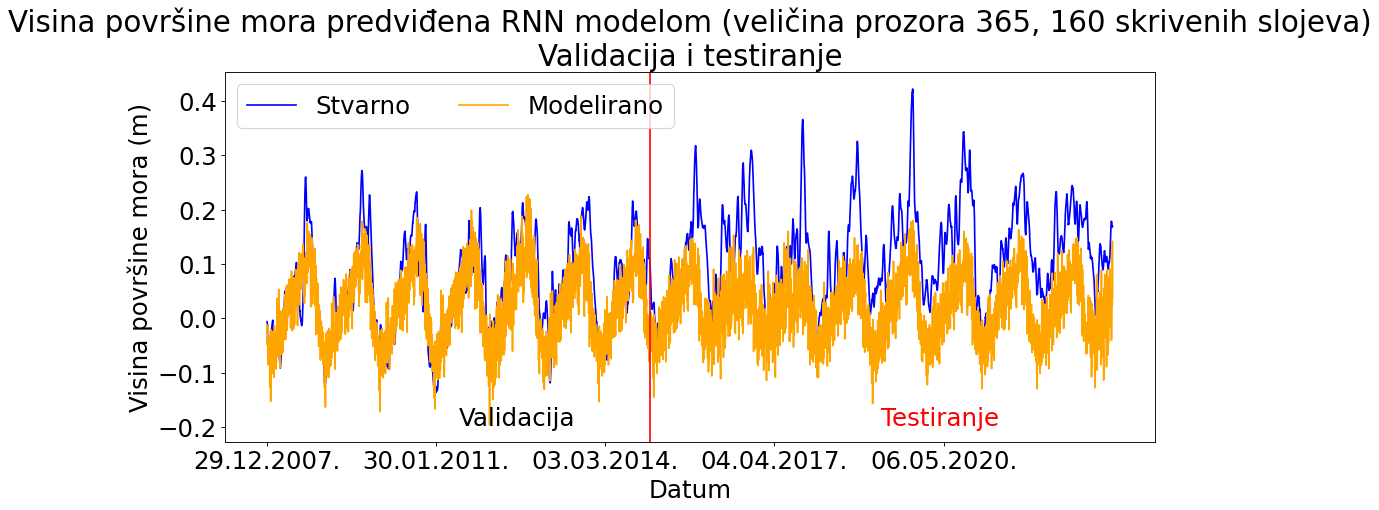 Visina površine mora predviđena RNN modelom (veličina prozora 365, 160 skrivenih slojeva)
Validacija i testiranje
Stvarno
Modelirano
Visina površine mora (m)
0.4
0.3
0.2
0.1
0.0
−0.1
−0.2
Validacija
Testiranje
29.12.2007.
30.01.2011.
03.03.2014.
04.04.2017.
06.05.2020.
Datum